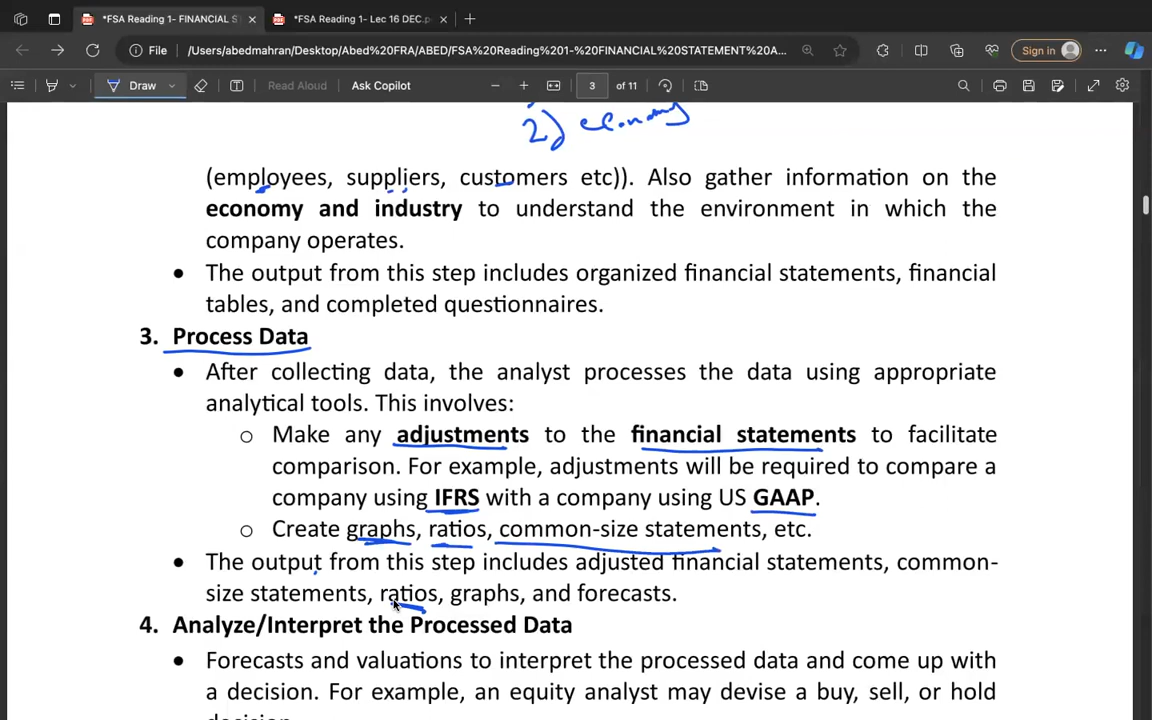 *FSA Reading 1- FINANCIAL S
*FSA Reading 1- Lec 16 DEC.p
File /Users/abedmahran/Desktop/Abed%20FRA/ABED/FSA%20Reading%201-%20FINANCIAL%20STATEMENT%20A... Sign in
Draw Read Aloud Ask Copilot 3 of 11
2) economy
(employees, suppliers, customers etc)). Also gather information on the
economy and industry to understand the environment in which the
company operates.
• The output from this step includes organized financial statements, financial
tables, and completed questionnaires.
3. Process Data
• After collecting data, the analyst processes the data using appropriate
analytical tools. This involves:
o Make any adjustments to the financial statements to facilitate
comparison. For example, adjustments will be required to compare a
company using IFRS with a company using US GAAP.
o Create graphs, ratios, common-size statements, etc.
• The output from this step includes adjusted financial statements, common-
size statements, ratios, graphs, and forecasts.
4. Analyze/Interpret the Processed Data
• Forecasts and valuations to interpret the processed data and come up with
a decision. For example, an equity analyst may devise a buy, sell, or hold
decision.